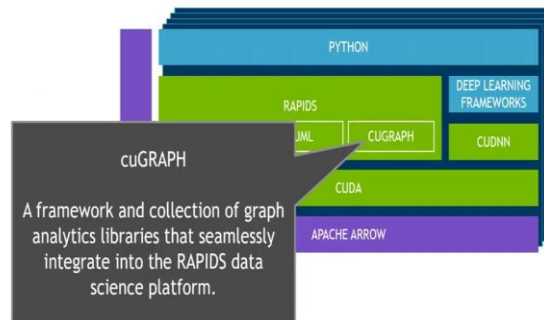 PYTHON
DEEP LEARNING
FRAMEWORKS
RAPIDS
UML
CUGRAPH
CUDNN
CUDA
APACHE ARROW
cuGRAPH
A framework and collection of graph
analytics libraries that seamlessly
integrate into the RAPIDS data
science platform.